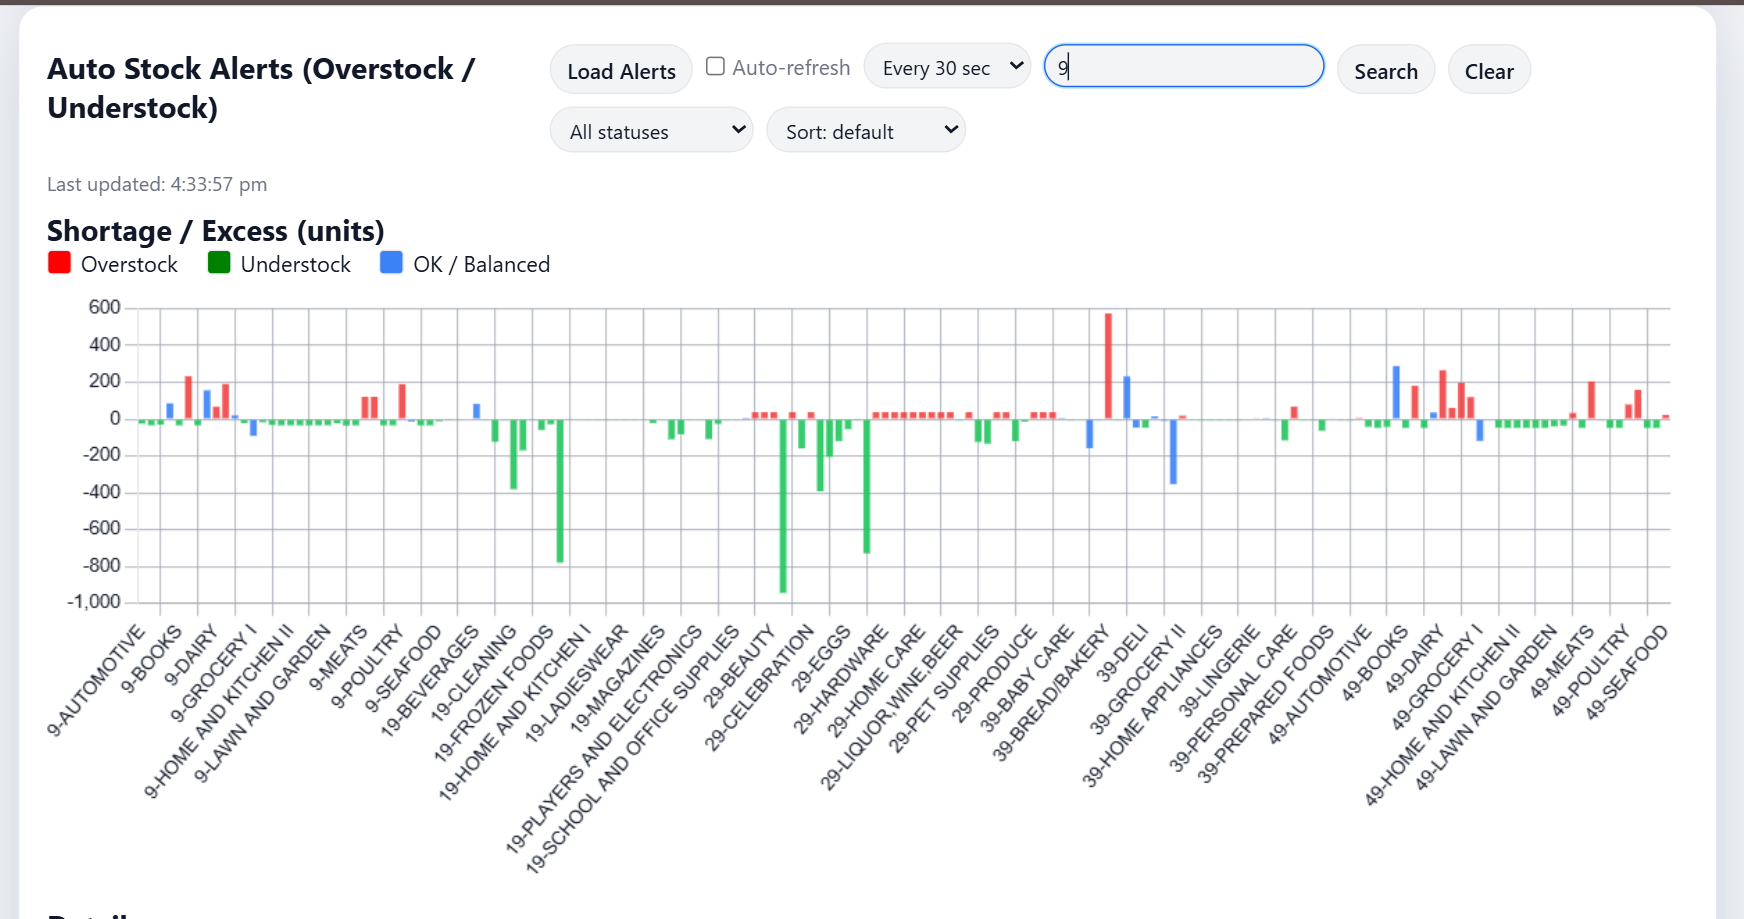 Auto Stock Alerts (Overstock /
Understock)
Load Alerts
Auto-refresh
Every 30 sec
9
Search
Clear
All statuses
Sort: default
Last updated: 4:33:57 pm
Shortage / Excess (units)
Overstock
Understock
OK / Balanced
600
400
200
0
-200
-400
-600
-800
-1,000
9-AUTOMOTIVE
9-BOOKS
9-DAIRY
9-GROCERY I
9-HOME AND KITCHEN II
9-LAWN AND GARDEN
9-MEATS
9-POULTRY
9-SEAFOOD
19-BEVERAGES
19-CLEANING
19-FROZEN FOODS
19-HOME AND KITCHEN I
19-LADIESWEAR
19-MAGAZINES
19-PLAYERS AND ELECTRONICS
19-SCHOOL AND OFFICE SUPPLIES
29-BEAUTY
29-CELEBRATION
29-EGGS
29-HARDWARE
29-HOME CARE
29-LIQUOR,WINE,BEER
29-PET SUPPLIES
29-PRODUCE
39-BABY CARE
39-BREAD/BAKERY
39-DELI
39-GROCERY II
39-HOME APPLIANCES
39-LINGERIE
39-PERSONAL CARE
39-PREPARED FOODS
49-AUTOMOTIVE
49-BOOKS
49-DAIRY
49-GROCERY I
49-HOME AND KITCHEN II
49-LAWN AND GARDEN
49-MEATS
49-POULTRY
49-SEAFOOD